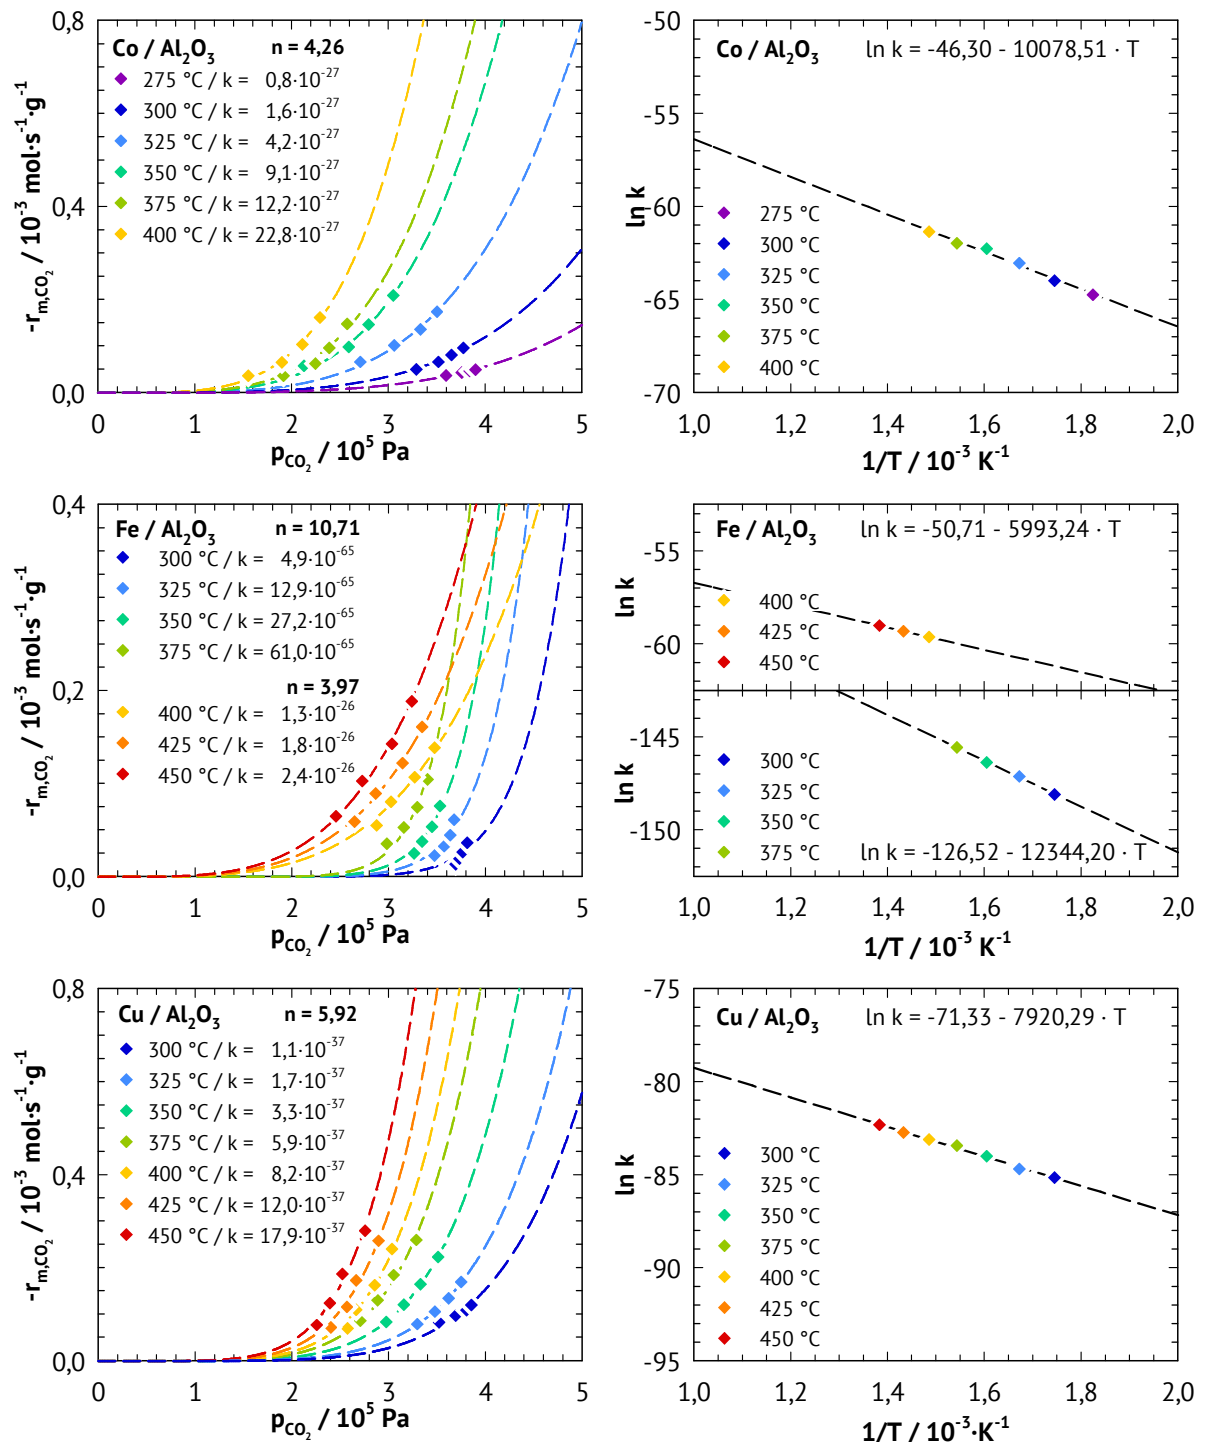 Co / Al₂O₃ n = 4,26
275 °C / k = 0,8·10⁻²⁷
300 °C / k = 1,6·10⁻²⁷
325 °C / k = 4,2·10⁻²⁷
350 °C / k = 9,1·10⁻²⁷
375 °C / k = 12,2·10⁻²⁷
400 °C / k = 22,8·10⁻²⁷
0,8
0,4
0,0
-r m,CO₂ / 10⁻³ mol·s⁻¹·g⁻¹
0 1 2 3 4 5
p CO₂ / 10⁵ Pa
Co / Al₂O₃ ln k = -46,30 - 10078,51 · T
275 °C
300 °C
325 °C
350 °C
375 °C
400 °C
-50
-55
-60
-65
-70
ln k
1,0 1,2 1,4 1,6 1,8 2,0
1/T / 10⁻³ K⁻¹
Fe / Al₂O₃ n = 10,71
300 °C / k = 4,9·10⁻⁶⁵
325 °C / k = 12,9·10⁻⁶⁵
350 °C / k = 27,2·10⁻⁶⁵
375 °C / k = 61,0·10⁻⁶⁵
n = 3,97
400 °C / k = 1,3·10⁻²⁶
425 °C / k = 1,8·10⁻²⁶
450 °C / k = 2,4·10⁻²⁶
0,4
0,2
0,0
-r m,CO₂ / 10⁻³ mol·s⁻¹·g⁻¹
0 1 2 3 4 5
p CO₂ / 10⁵ Pa
Fe / Al₂O₃ ln k = -50,71 - 5993,24 · T
400 °C
425 °C
450 °C
-55
-60
ln k
300 °C
325 °C
350 °C
375 °C
ln k = -126,52 - 12344,20 · T
-145
-150
ln k
1,0 1,2 1,4 1,6 1,8 2,0
1/T / 10⁻³ K⁻¹
Cu / Al₂O₃ n = 5,92
300 °C / k = 1,1·10⁻³⁷
325 °C / k = 1,7·10⁻³⁷
350 °C / k = 3,3·10⁻³⁷
375 °C / k = 5,9·10⁻³⁷
400 °C / k = 8,2·10⁻³⁷
425 °C / k = 12,0·10⁻³⁷
450 °C / k = 17,9·10⁻³⁷
0,8
0,4
0,0
-r m,CO₂ / 10⁻³ mol·s⁻¹·g⁻¹
0 1 2 3 4 5
p CO₂ / 10⁵ Pa
Cu / Al₂O₃ ln k = -71,33 - 7920,29 · T
300 °C
325 °C
350 °C
375 °C
400 °C
425 °C
450 °C
-75
-80
-85
-90
-95
ln k
1,0 1,2 1,4 1,6 1,8 2,0
1/T / 10⁻³·K⁻¹